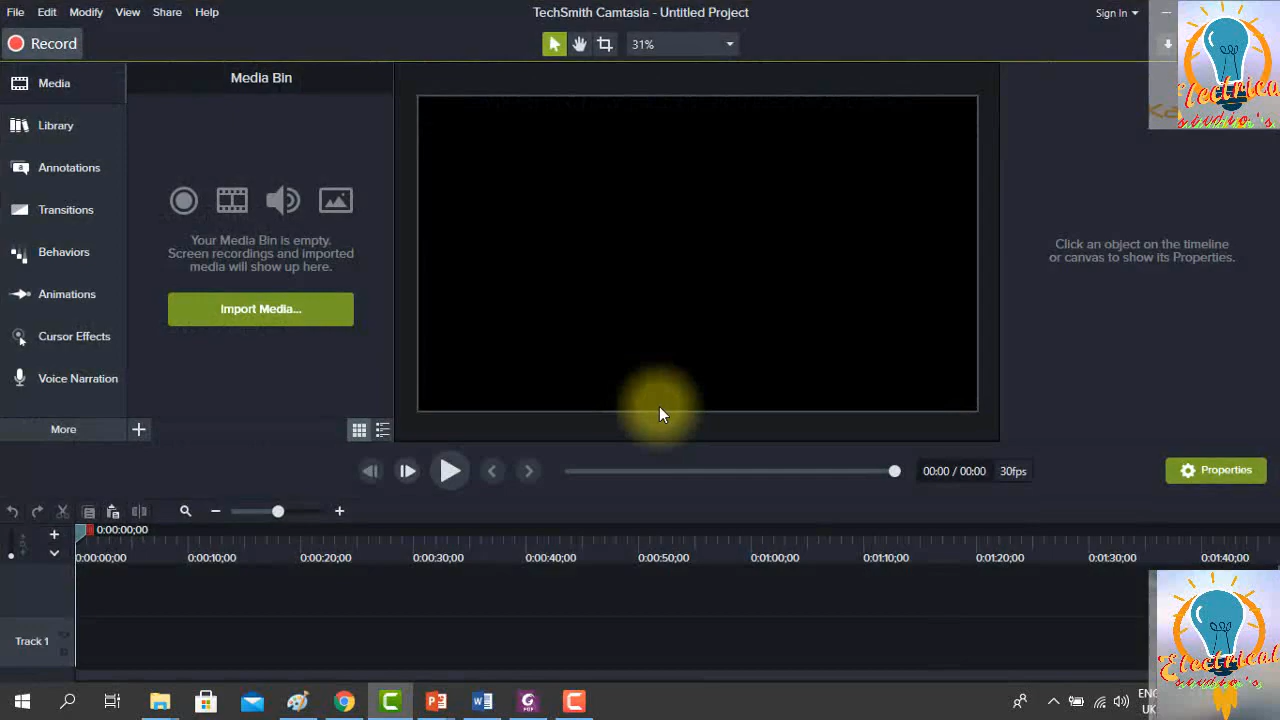 File Edit Modify View Share Help
TechSmith Camtasia - Untitled Project
Sign In
Record
31%
Media
Library
Annotations
Transitions
Behaviors
Animations
Cursor Effects
Voice Narration
More
Media Bin
Your Media Bin is empty.
Screen recordings and imported
media will show up here.
Import Media...
Click an object on the timeline
or canvas to show its Properties.
Electrical
studio's
00:00 / 00:00 30fps
Properties
0:00:00;00
0:00:00;00 0:00:10;00 0:00:20;00 0:00:30;00 0:00:40;00 0:00:50;00 0:01:00;00 0:01:10;00 0:01:20;00 0:01:30;00 0:01:40;00
Track 1
Electrical
studio's
ENG
UK